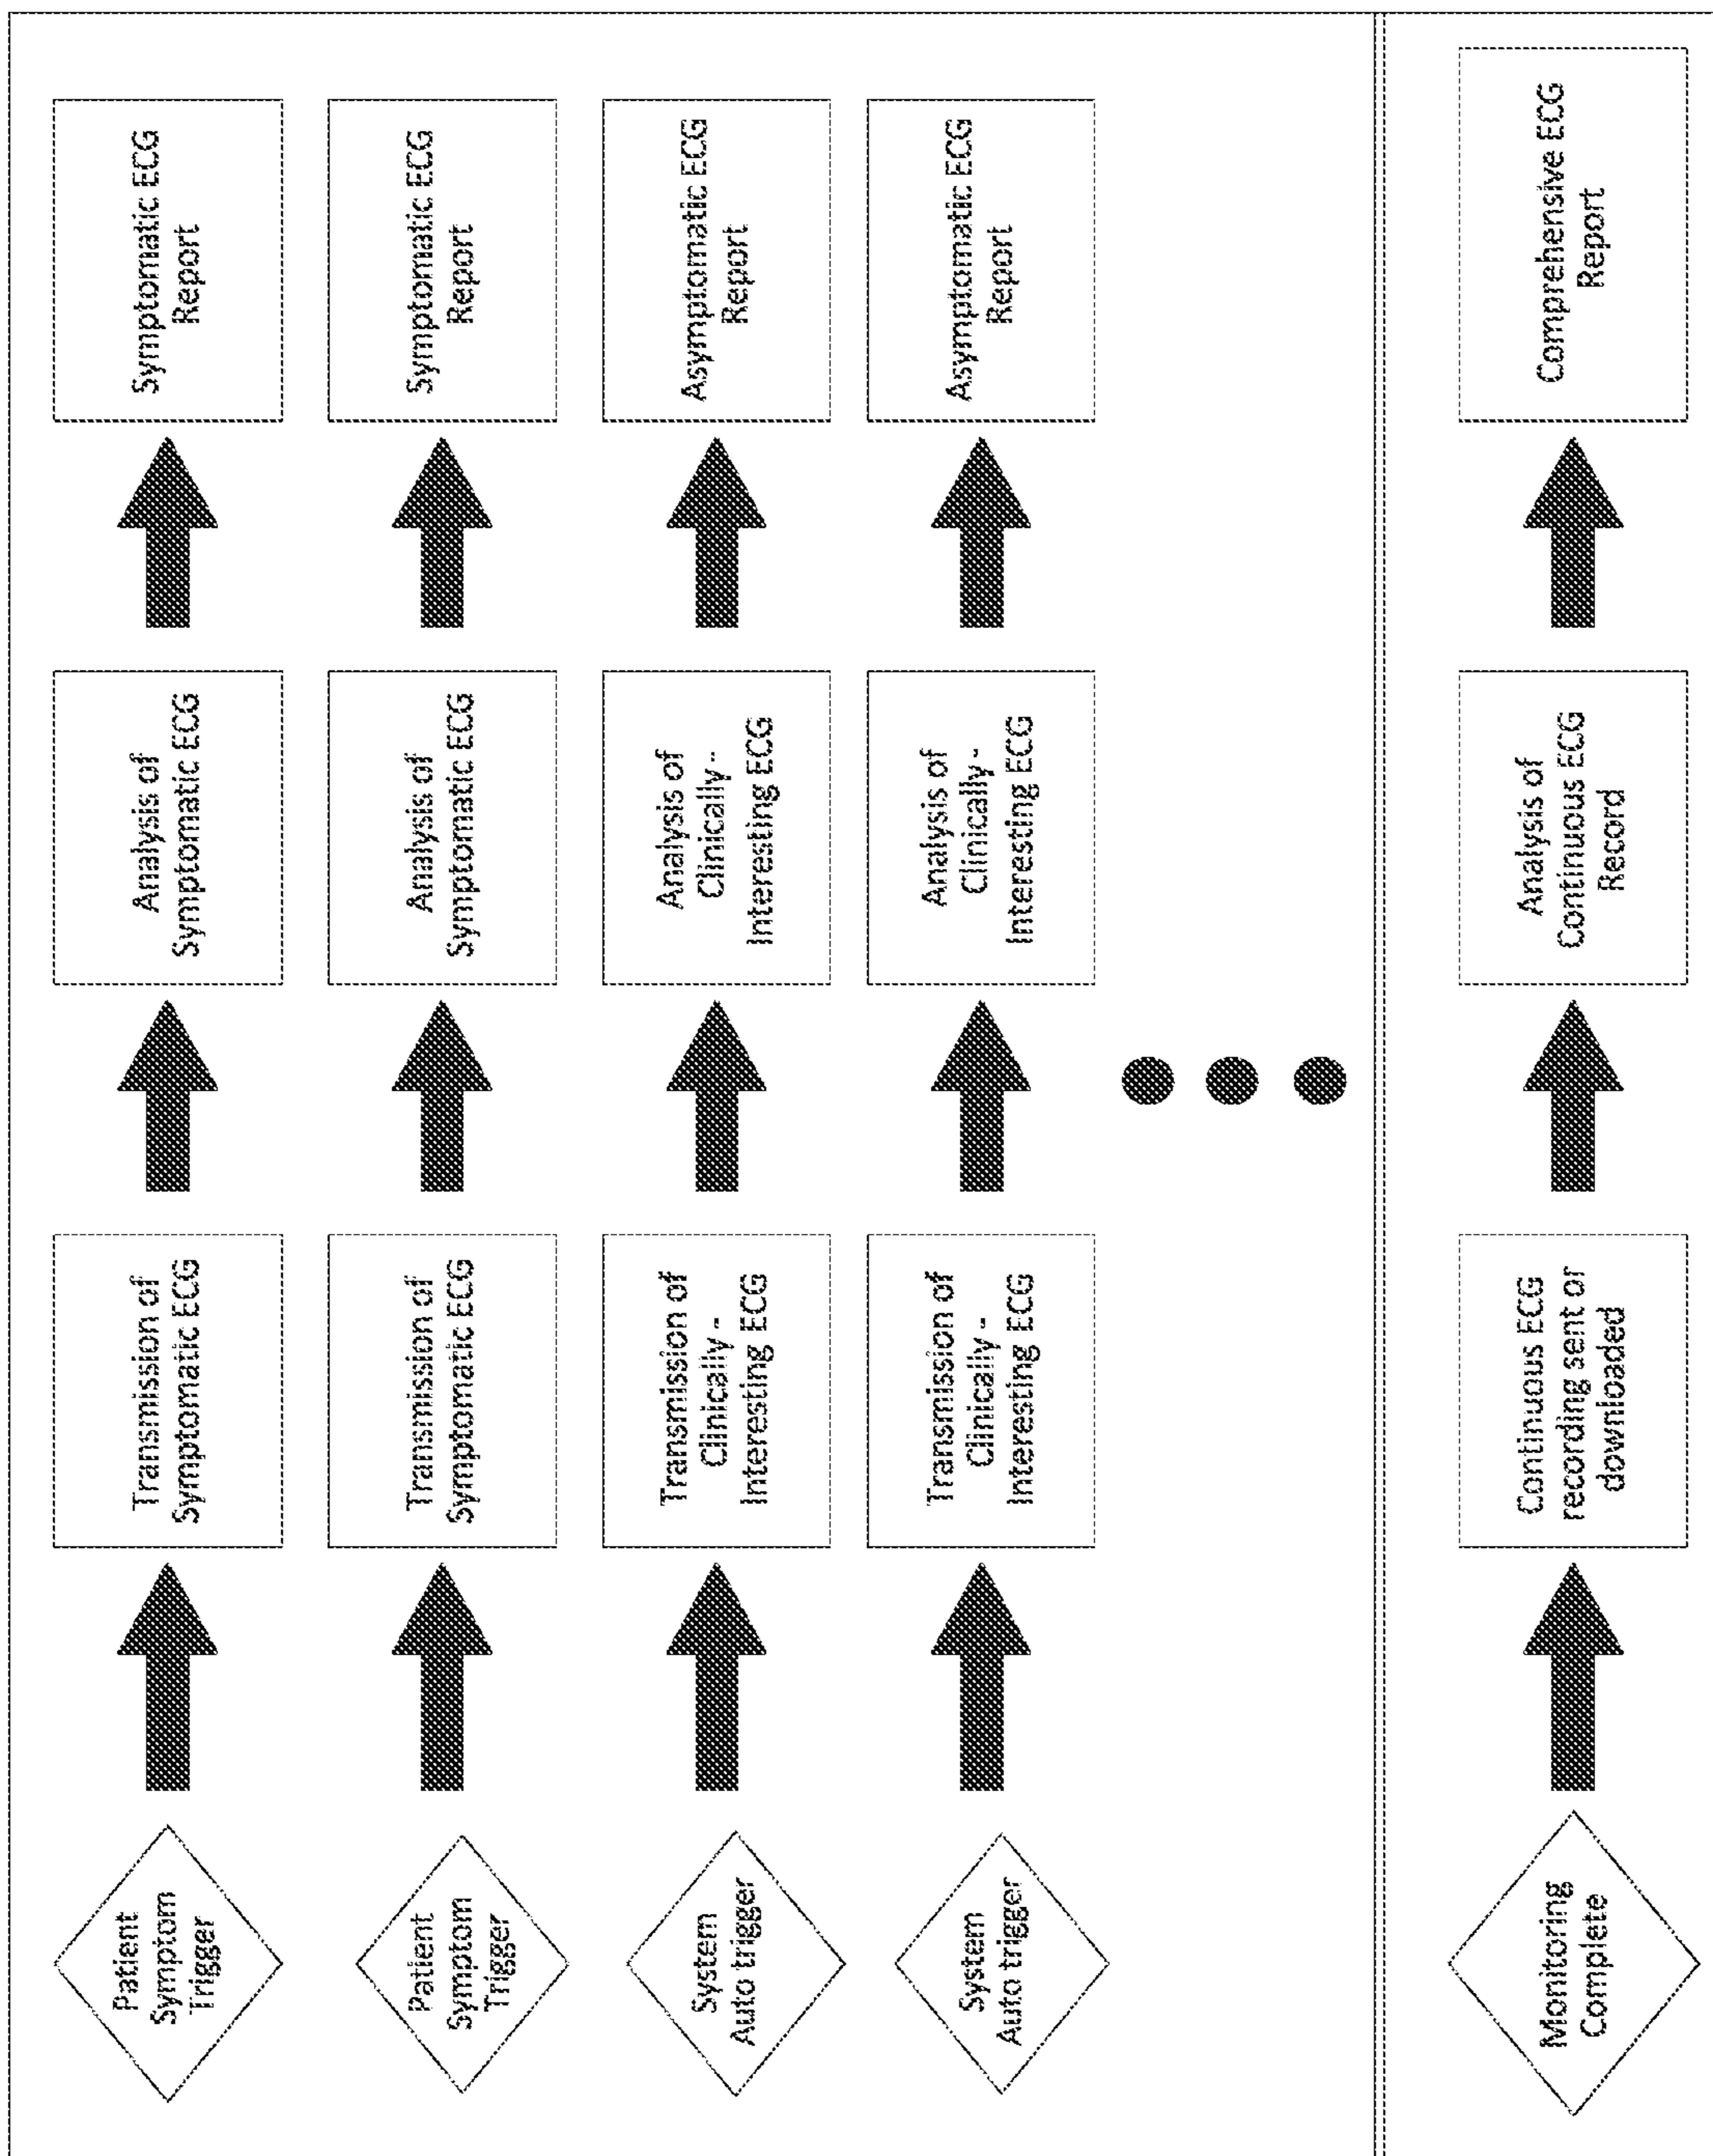 Patient
Symptom
Trigger
Transmission of
Symptomatic ECG
Analysis of
Symptomatic ECG
Symptomatic ECG
Report
Patient
Symptom
Trigger
Transmission of
Symptomatic ECG
Analysis of
Symptomatic ECG
Symptomatic ECG
Report
System
Auto trigger
Transmission of
Clinically -
Interesting ECG
Analysis of
Clinically -
Interesting ECG
Asymptomatic ECG
Report
System
Auto trigger
Transmission of
Clinically -
Interesting ECG
Analysis of
Clinically -
Interesting ECG
Asymptomatic ECG
Report
Monitoring
Complete
Continuous ECG
recording sent or
downloaded
Analysis of
Continuous ECG
Record
Comprehensive ECG
Report